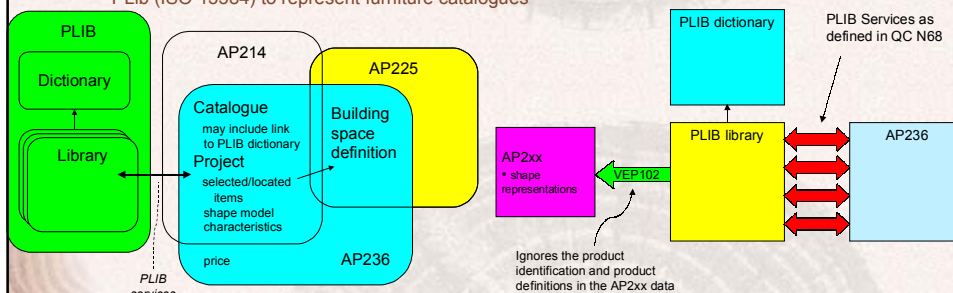 PLib (ISO 13584) to represent furniture catalogues
PLIB
Dictionary
Library
PLIB
services
AP214
AP225
Catalogue
may include link
to PLIB dictionary
Project
selected/located
items
shape model
characteristics
Building
space
definition
price
AP236
PLIB dictionary
PLIB Services as
defined in QC N68
PLIB library
AP236
AP2xx
• shape
representations
VEP102
Ignores the product
identification and product
definitions in the AP2xx data